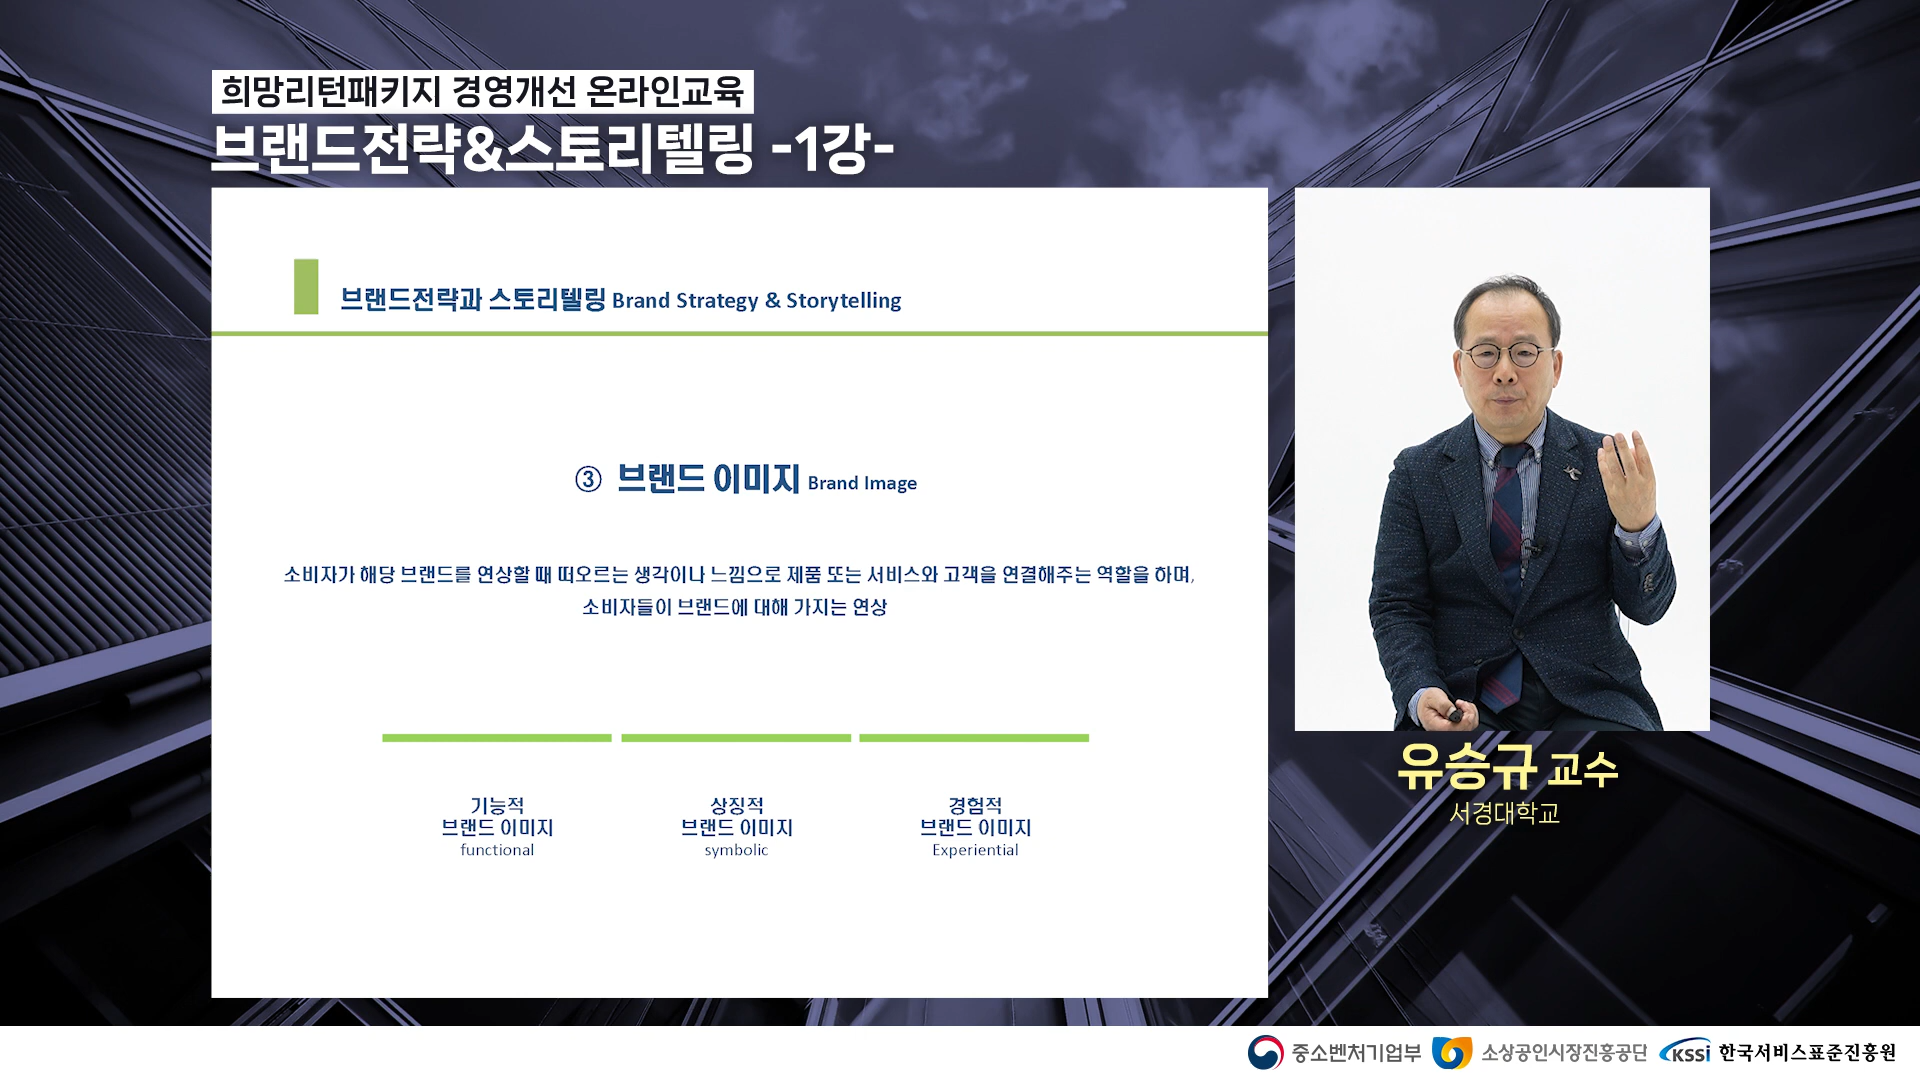 희망리턴패키지 경영개선 온라인교육
브랜드전략&스토리텔링 -1강-
브랜드전략과 스토리텔링 Brand Strategy & Storytelling
③ 브랜드 이미지 Brand Image
소비자가 해당 브랜드를 연상할 때 떠오르는 생각이나 느낌으로 제품 또는 서비스와 고객을 연결해주는 역할을 하며,
소비자들이 브랜드에 대해 가지는 연상
기능적
브랜드 이미지
functional
상징적
브랜드 이미지
symbolic
경험적
브랜드 이미지
Experiential
유승규 교수
서경대학교
중소벤처기업부 소상공인시장진흥공단 KSSi 한국서비스표준진흥원